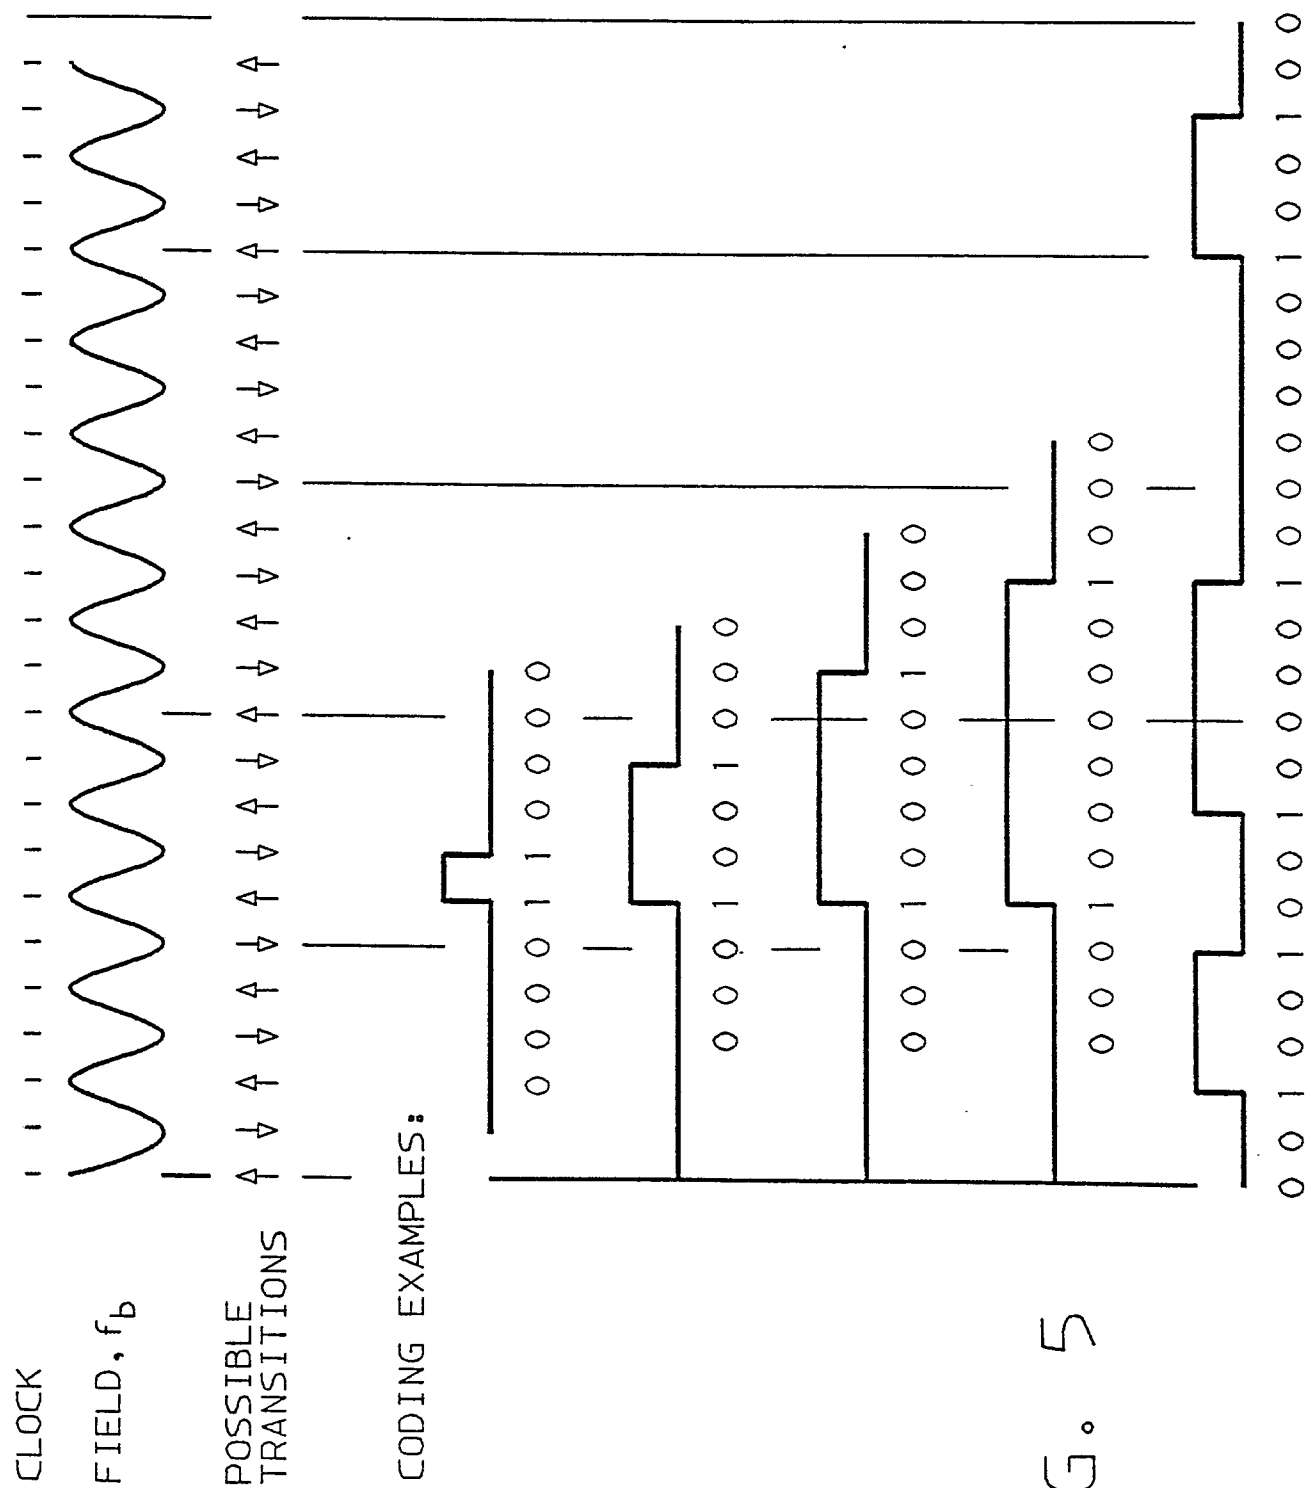 CLOCK
FIELD, fb
POSSIBLE
TRANSITIONS
CODING EXAMPLES:
0 0 0 0 1 1 0 0 0 0
0 0 0 1 0 0 1 0 0 0
0 0 0 1 0 0 0 0 1 0 0 0
0 0 0 1 0 0 0 0 0 0 1 0 0 0
G. 5
0 0 1 0 0 1 0 0 1 0 0 0 0 1 0 0 0 0 0 0 1 0 0 1 0 0